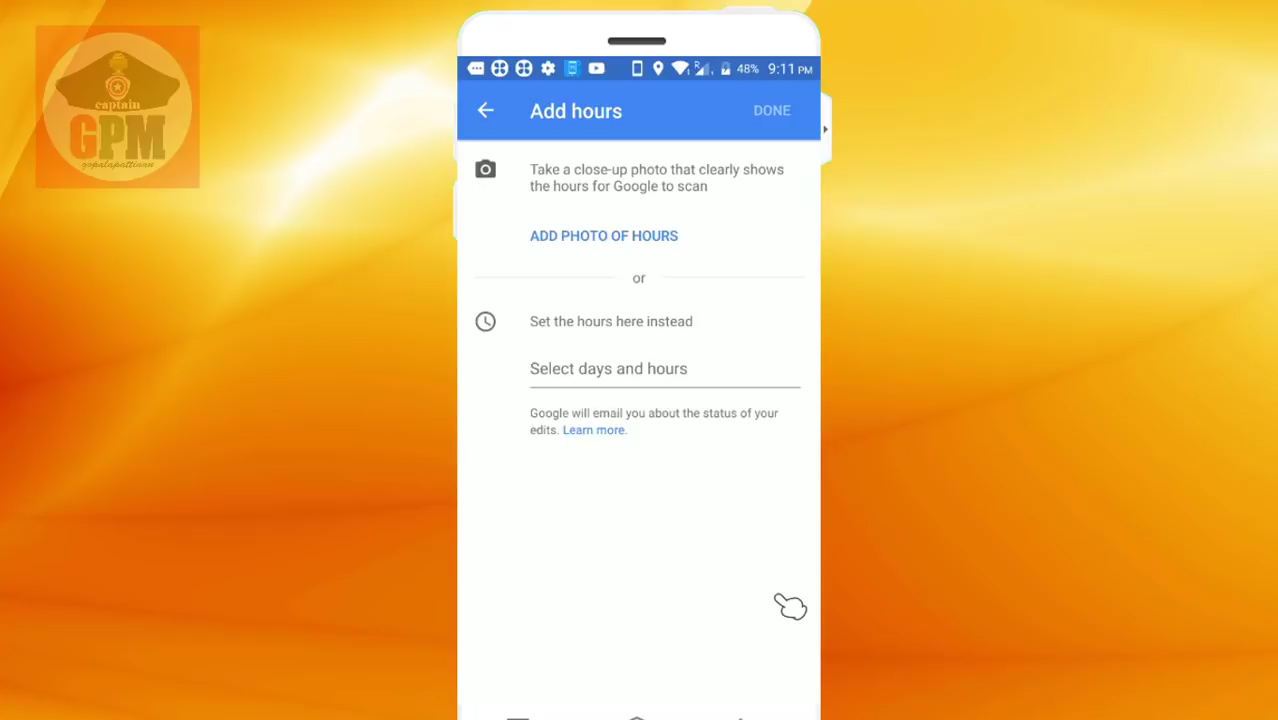 captain
GPM
gopalapattinam
48% 9:11 PM
Add hours
DONE
Take a close-up photo that clearly shows
the hours for Google to scan
ADD PHOTO OF HOURS
or
Set the hours here instead
Select days and hours
Google will email you about the status of your
edits. Learn more.